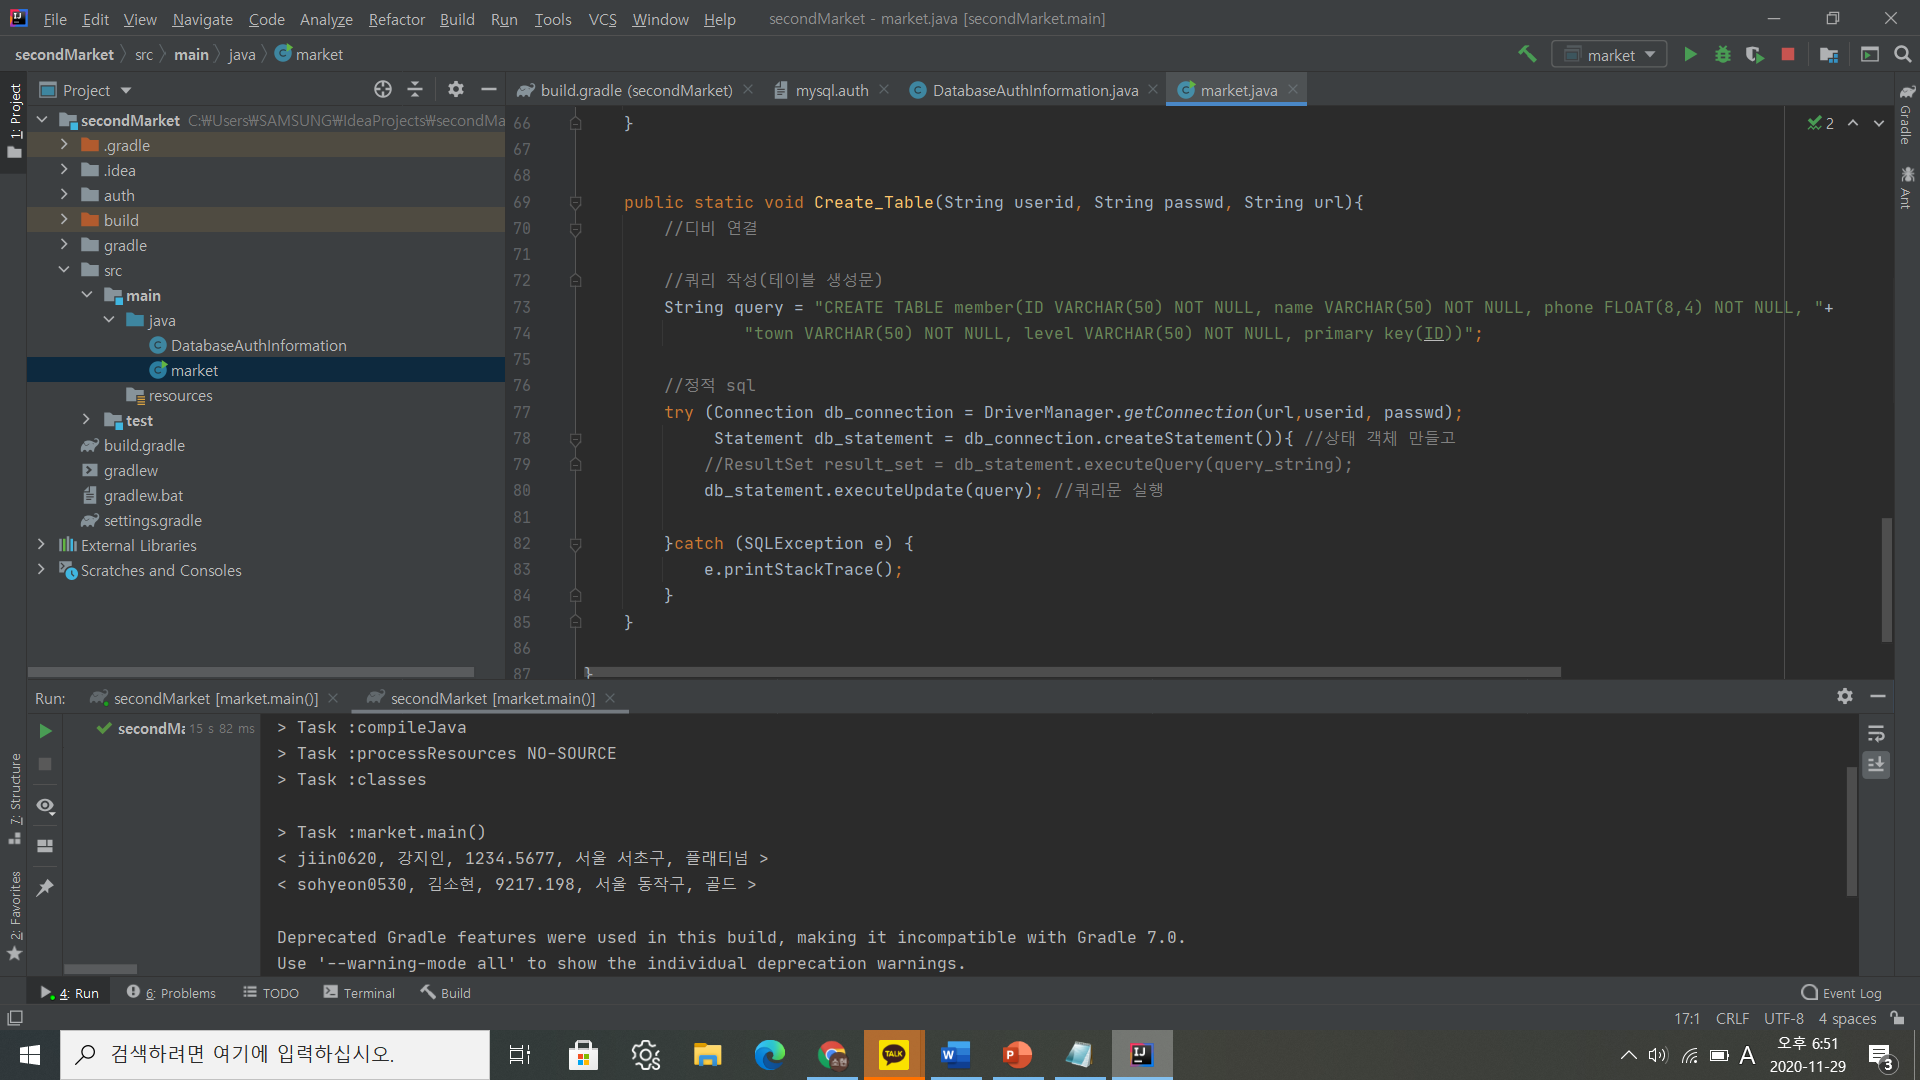 File Edit View Navigate Code Analyze Refactor Build Run Tools VCS Window Help secondMarket - market.java [secondMarket.main]
secondMarket src main java market
market
Project
build.gradle (secondMarket)
mysql.auth
DatabaseAuthInformation.java
market.java
1: Project
secondMarket C:₩Users₩SAMSUNG₩IdeaProjects₩secondMa
.gradle
.idea
auth
build
gradle
src
main
java
DatabaseAuthInformation
market
resources
test
build.gradle
gradlew
gradlew.bat
settings.gradle
External Libraries
Scratches and Consoles
2
Gradle
Ant
66 }
67
68
69 public static void Create_Table(String userid, String passwd, String url){
70 //디비 연결
71
72 //쿼리 작성(테이블 생성문)
73 String query = "CREATE TABLE member(ID VARCHAR(50) NOT NULL, name VARCHAR(50) NOT NULL, phone FLOAT(8,4) NOT NULL, "+
74 "town VARCHAR(50) NOT NULL, level VARCHAR(50) NOT NULL, primary key(ID))";
75
76 //정적 sql
77 try (Connection db_connection = DriverManager.getConnection(url,userid, passwd);
78 Statement db_statement = db_connection.createStatement()){ //상태 객체 만들고
79 //ResultSet result_set = db_statement.executeQuery(query_string);
80 db_statement.executeUpdate(query); //쿼리문 실행
81
82 }catch (SQLException e) {
83 e.printStackTrace();
84 }
85 }
86
87 }
Run: secondMarket [market.main()] secondMarket [market.main()]
secondMa 15 s 82 ms
> Task :compileJava
> Task :processResources NO-SOURCE
> Task :classes
> Task :market.main()
< jiin0620, 강지인, 1234.5677, 서울 서초구, 플래티넘 >
< sohyeon0530, 김소현, 9217.198, 서울 동작구, 골드 >
Deprecated Gradle features were used in this build, making it incompatible with Gradle 7.0.
Use '--warning-mode all' to show the individual deprecation warnings.
7: Structure
2: Favorites
4: Run 6: Problems TODO Terminal Build Event Log
17:1 CRLF UTF-8 4 spaces
검색하려면 여기에 입력하십시오.
소현
TALK
W
P
IJ
A
오후 6:51
2020-11-29
3